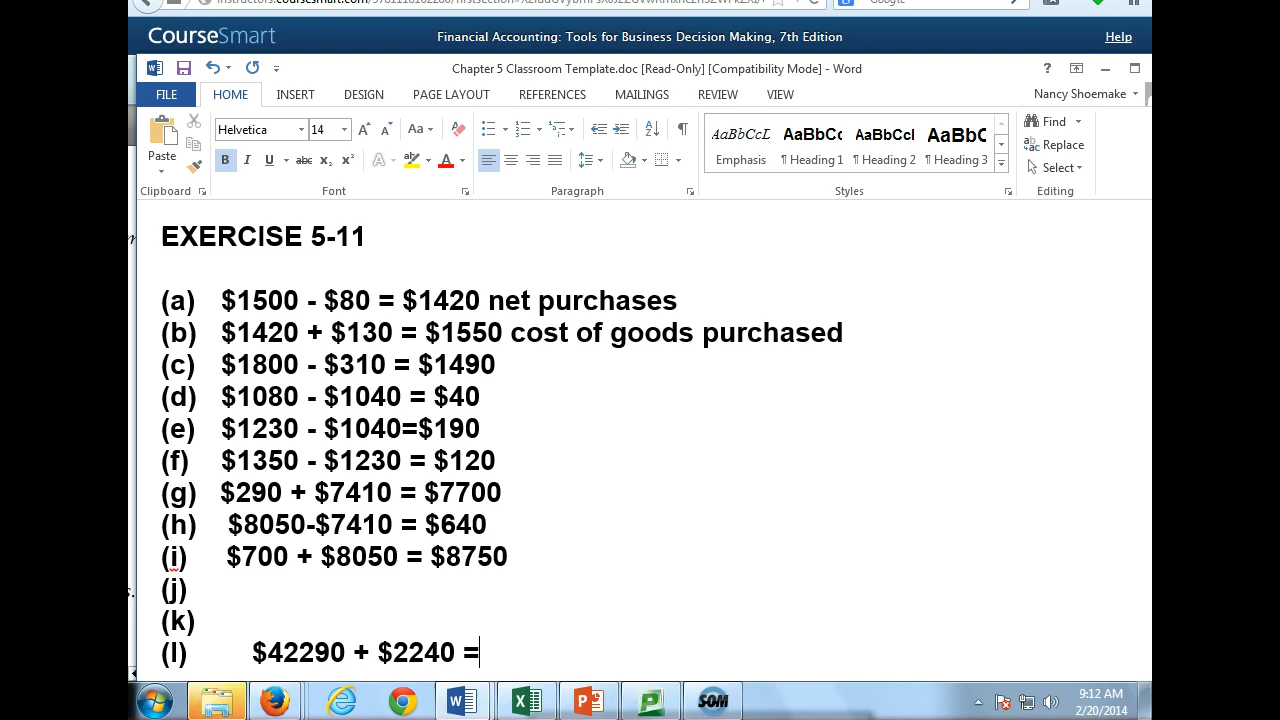 CourseSmart
Financial Accounting: Tools for Business Decision Making, 7th Edition
Help
Chapter 5 Classroom Template.doc [Read-Only] [Compatibility Mode] - Word
FILE HOME INSERT DESIGN PAGE LAYOUT REFERENCES MAILINGS REVIEW VIEW Nancy Shoemake
Helvetica 14
Paste
AaBbCcL AaBbCc AaBbCcI AaBbC
Emphasis ¶ Heading 1 ¶ Heading 2 ¶ Heading 3
Find
Replace
Select
Clipboard Font Paragraph Styles Editing
EXERCISE 5-11
(a) $1500 - $80 = $1420 net purchases
(b) $1420 + $130 = $1550 cost of goods purchased
(c) $1800 - $310 = $1490
(d) $1080 - $1040 = $40
(e) $1230 - $1040=$190
(f) $1350 - $1230 = $120
(g) $290 + $7410 = $7700
(h) $8050-$7410 = $640
(i) $700 + $8050 = $8750
(j)
(k)
(l) $42290 + $2240 =
SOM
9:12 AM
2/20/2014